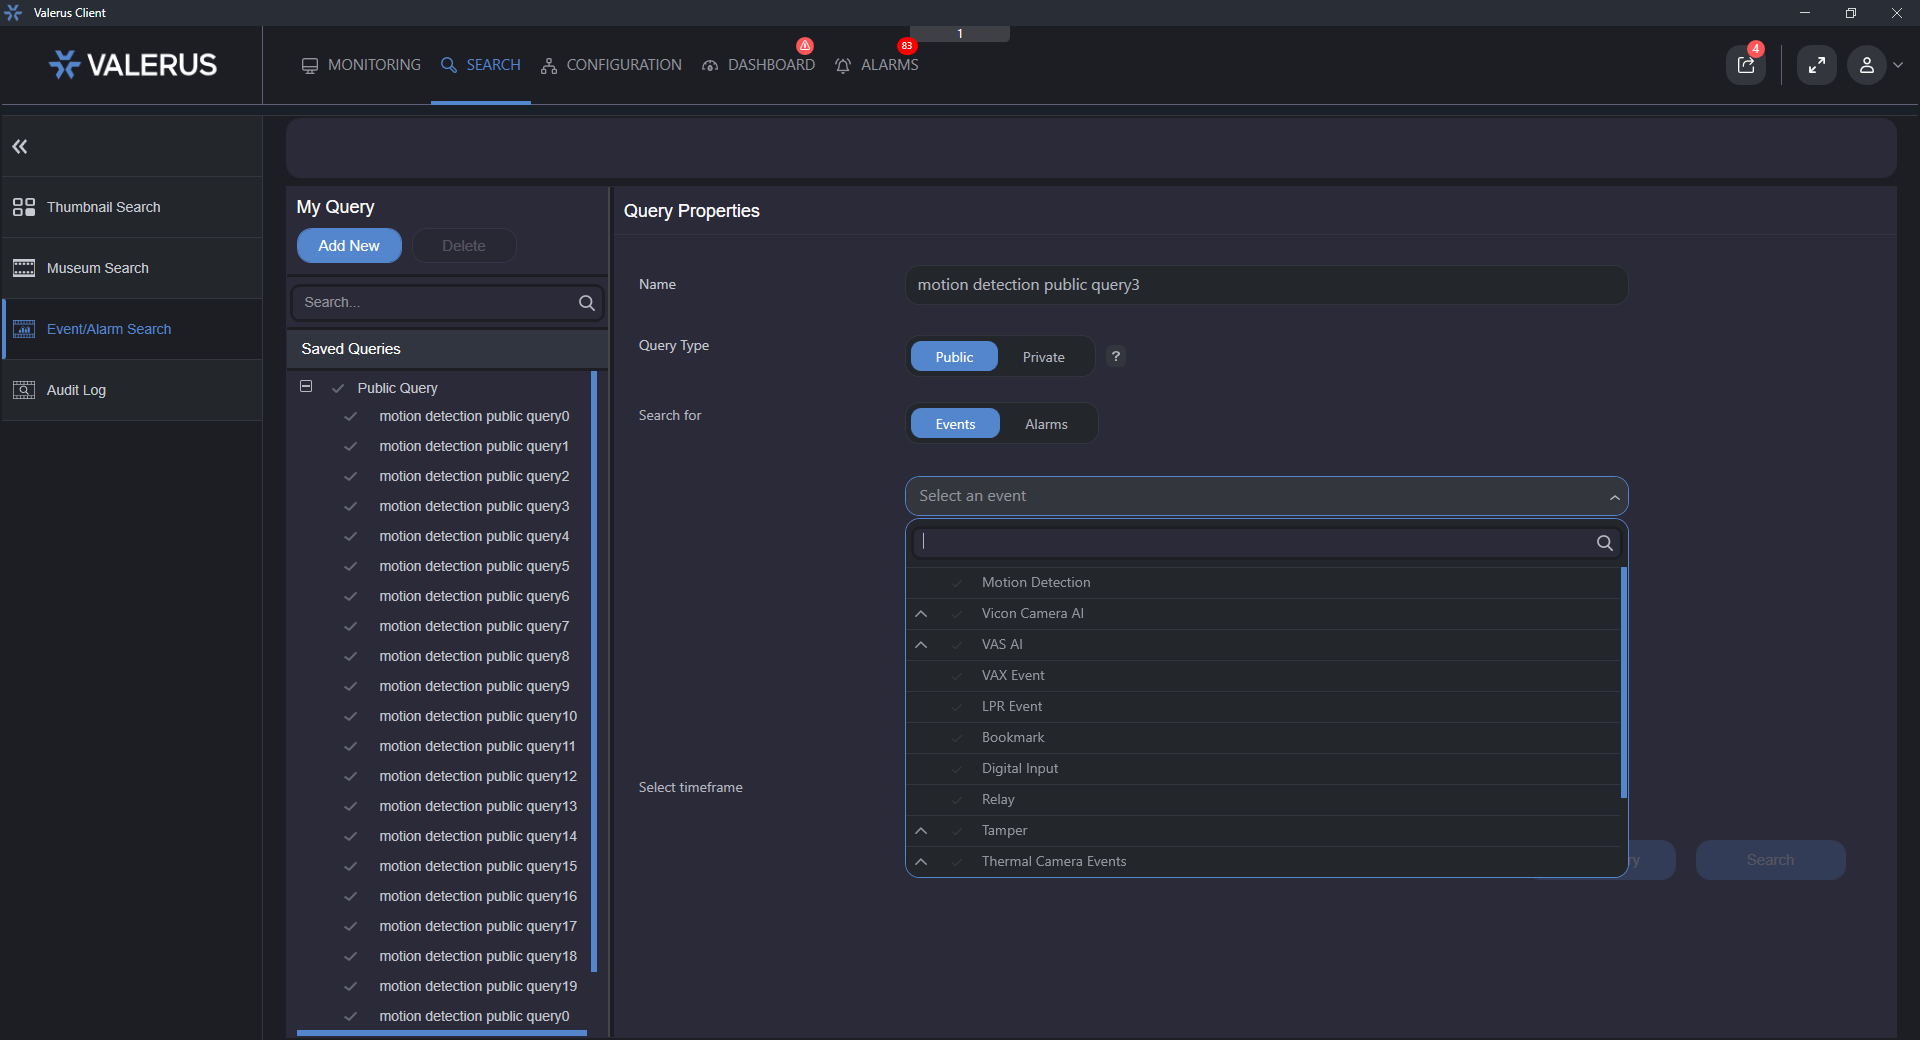 Valerus Client
VALERUS
MONITORING
SEARCH
CONFIGURATION
DASHBOARD
83
ALARMS
1
4
Thumbnail Search
Museum Search
Event/Alarm Search
Audit Log
My Query
Add New
Delete
Search...
Saved Queries
Public Query
motion detection public query0
motion detection public query1
motion detection public query2
motion detection public query3
motion detection public query4
motion detection public query5
motion detection public query6
motion detection public query7
motion detection public query8
motion detection public query9
motion detection public query10
motion detection public query11
motion detection public query12
motion detection public query13
motion detection public query14
motion detection public query15
motion detection public query16
motion detection public query17
motion detection public query18
motion detection public query19
motion detection public query0
Query Properties
Name
motion detection public query3
Query Type
Public
Private
?
Search for
Events
Alarms
Select an event
Motion Detection
Vicon Camera AI
VAS AI
VAX Event
LPR Event
Bookmark
Digital Input
Relay
Tamper
Thermal Camera Events
Select timeframe
Search